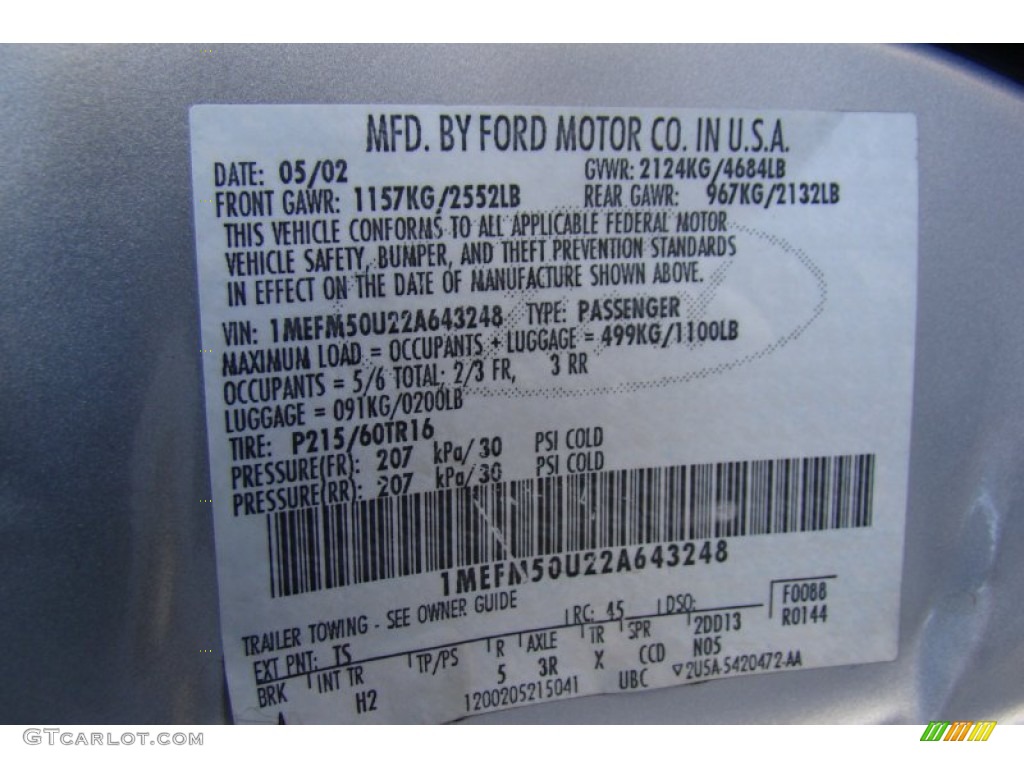 MFD. BY FORD MOTOR CO. IN U.S.A.
DATE: 05/02 GVWR: 2124KG/4684LB
FRONT GAWR: 1157KG/2552LB REAR GAWR: 967KG/2132LB
THIS VEHICLE CONFORMS TO ALL APPLICABLE FEDERAL MOTOR
VEHICLE SAFETY, BUMPER, AND THEFT PREVENTION STANDARDS
IN EFFECT ON THE DATE OF MANUFACTURE SHOWN ABOVE.
VIN: 1MEFM50U22A643248 TYPE: PASSENGER
MAXIMUM LOAD = OCCUPANTS + LUGGAGE = 499KG/1100LB
OCCUPANTS = 5/6 TOTAL: 2/3 FR, 3 RR
LUGGAGE = 091KG/0200LB
TIRE: P215/60TR16
PRESSURE(FR): 207 kPa/30 PSI COLD
PRESSURE(RR): 207 kPa/30 PSI COLD
1MEFM50U22A643248
TRAILER TOWING - SEE OWNER GUIDE
EXT PNT: TS RC: 45 DSO: F0088
BRK INT TR TP/PS R AXLE TR SPR 2DD13 R0144
H2 5 3R X CCD N05
1200205215041 UBC 2U5A-5420472-AA
GTCarLot.com